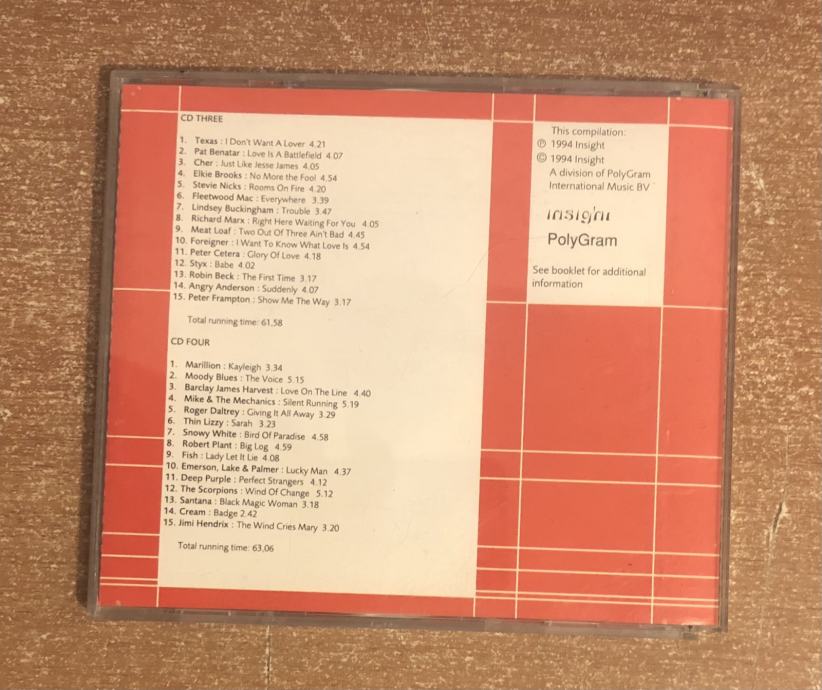 CD THREE
1. Texas : I Don't Want A Lover 4.21
2. Pat Benatar : Love Is A Battlefield 4.07
3. Cher : Just Like Jesse James 4.05
4. Elkie Brooks : No More the Fool 4.54
5. Stevie Nicks : Rooms On Fire 4.20
6. Fleetwood Mac : Everywhere 3.39
7. Lindsey Buckingham : Trouble 3.47
8. Richard Marx : Right Here Waiting For You 4.05
9. Meat Loaf : Two Out Of Three Ain't Bad 4.45
10. Foreigner : I Want To Know What Love Is 4.54
11. Peter Cetera : Glory Of Love 4.18
12. Styx : Babe 4.02
13. Robin Beck : The First Time 3.17
14. Angry Anderson : Suddenly 4.07
15. Peter Frampton : Show Me The Way 3.17
Total running time: 61.58
CD FOUR
1. Marillion : Kayleigh 3.34
2. Moody Blues : The Voice 5.15
3. Barclay James Harvest : Love On The Line 4.40
4. Mike & The Mechanics : Silent Running 5.19
5. Roger Daltrey : Giving It All Away 3.29
6. Thin Lizzy : Sarah 3.23
7. Snowy White : Bird Of Paradise 4.58
8. Robert Plant : Big Log 4.59
9. Fish : Lady Let It Lie 4.08
10. Emerson, Lake & Palmer : Lucky Man 4.37
11. Deep Purple : Perfect Strangers 4.12
12. The Scorpions : Wind Of Change 5.12
13. Santana : Black Magic Woman 3.18
14. Cream : Badge 2.42
15. Jimi Hendrix : The Wind Cries Mary 3.20
Total running time: 63.06
This compilation:
℗ 1994 Insight
© 1994 Insight
A division of PolyGram
International Music BV
insight
PolyGram
See booklet for additional
information